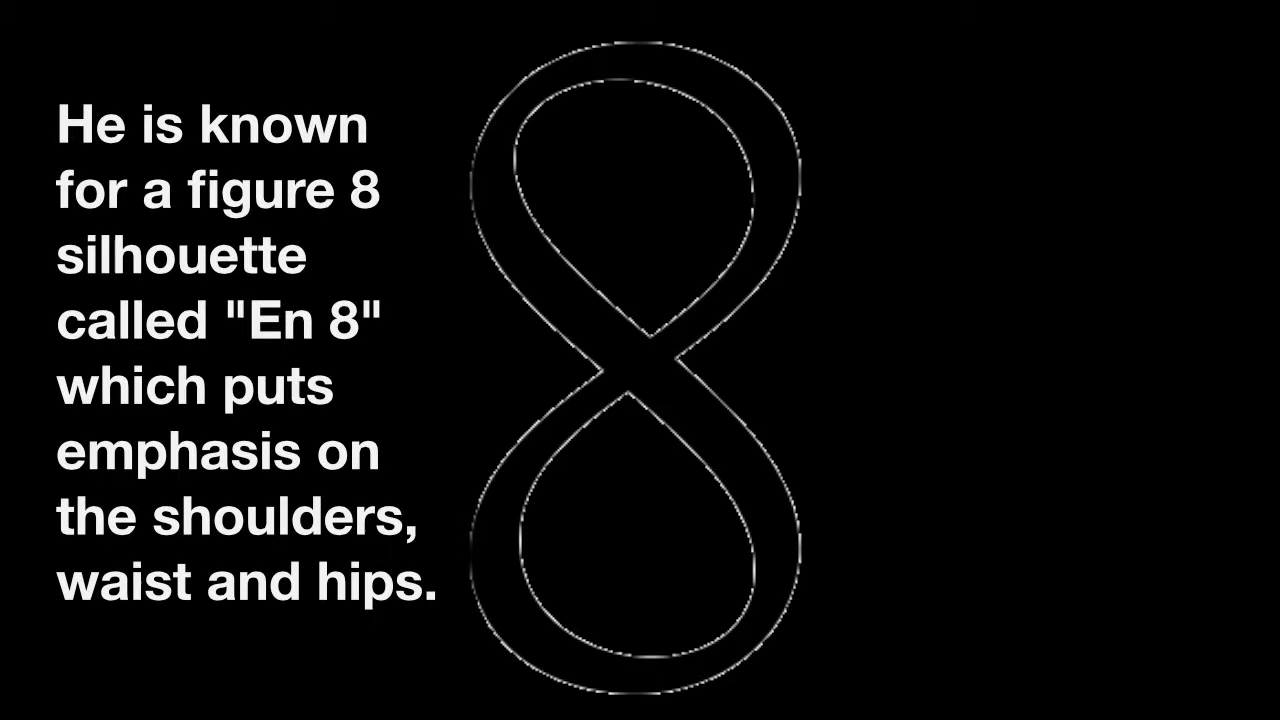 He is known
for a figure 8
silhouette
called "En 8"
which puts
emphasis on
the shoulders,
waist and hips.
8